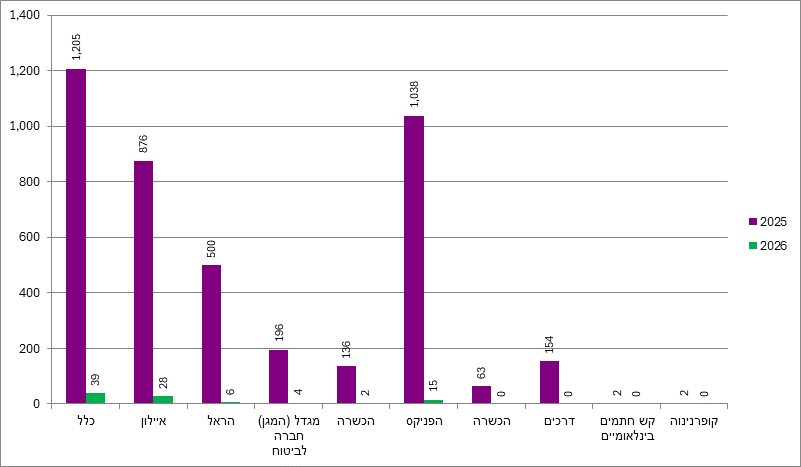 1,400
1,200
1,000
800
600
400
200
0
1,205
39
876
28
500
6
196
4
136
2
1,038
15
63
0
154
0
2
0
2
0
כלל
איילון
הראל
מגדל (המגן)
חברה
לביטוח
הכשרה
הפניקס
הכשרה
דרכים
קש חתמים
בינלאומיים
קופרנינוה
2025
2026